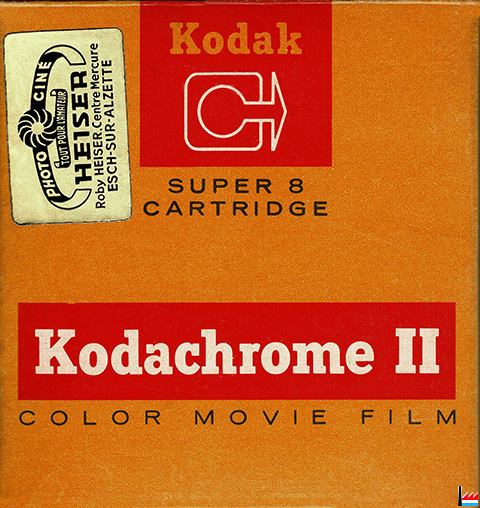 Kodak
SUPER 8
CARTRIDGE
PHOTO CINÉ
TOUT POUR L'AMATEUR
HEISER
Roby HEISER.Centre Mercure
ESCH-SUR-ALZETTE
Kodachrome II
COLOR MOVIE FILM